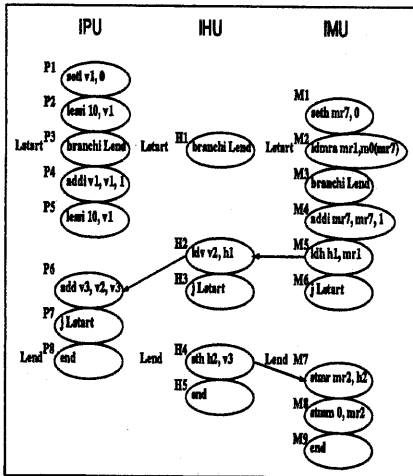 IPU
IHU
IMU
P1
seti v1, 0
P2
lessi 10, v1
Lstart
P3
branchi Lend
P4
addi v1, v1, 1
P5
lessi 10, v1
P6
add v3, v2, v3
P7
j Lstart
Lend
P8
end
Lstart
H1
branchi Lend
H2
ldv v2, h1
H3
j Lstart
Lend
H4
sth h2, v3
H5
end
M1
seth mr7, 0
Lstart
M2
ldmra mr1,m0(mr7)
M3
branchi Lend
M4
addi mr7, mr7, 1
M5
ldh h1, mr1
M6
j Lstart
Lend
M7
stmr mr2, h2
M8
stmm 0, mr2
M9
end